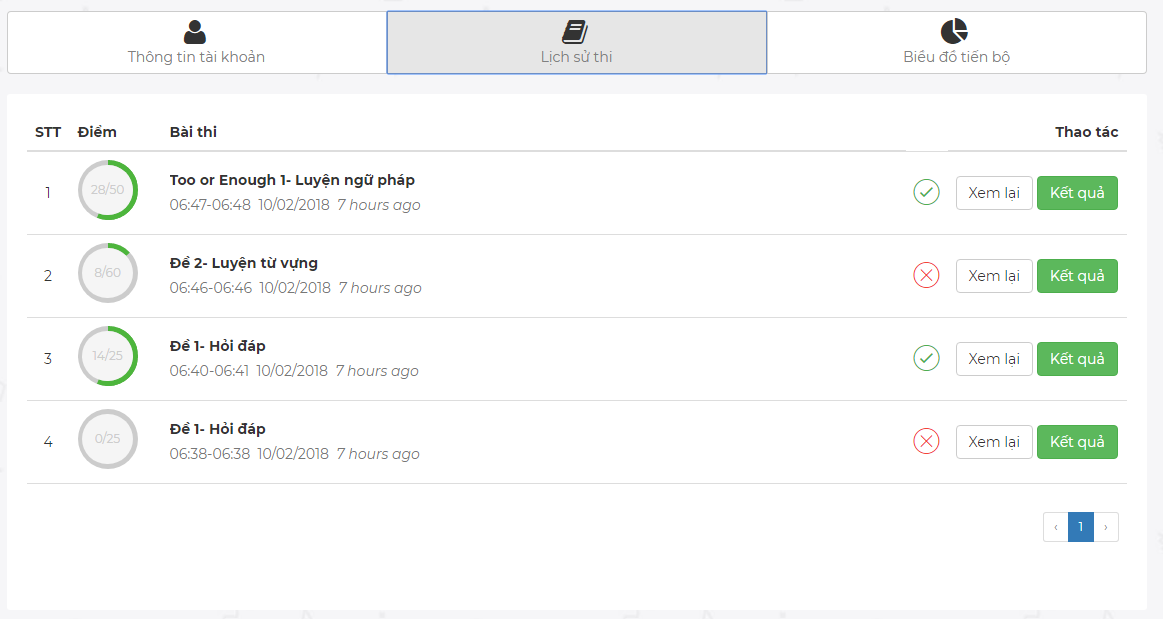 Thông tin tài khoản
Lịch sử thi
Biểu đồ tiến bộ
STT Điểm Bài thi Thao tác
1 28/50 Too or Enough 1- Luyện ngữ pháp
06:47-06:48 10/02/2018 7 hours ago
Xem lại Kết quả
2 8/60 Đề 2- Luyện từ vựng
06:46-06:46 10/02/2018 7 hours ago
Xem lại Kết quả
3 14/25 Đề 1- Hỏi đáp
06:40-06:41 10/02/2018 7 hours ago
Xem lại Kết quả
4 0/25 Đề 1- Hỏi đáp
06:38-06:38 10/02/2018 7 hours ago
Xem lại Kết quả
‹ 1 ›